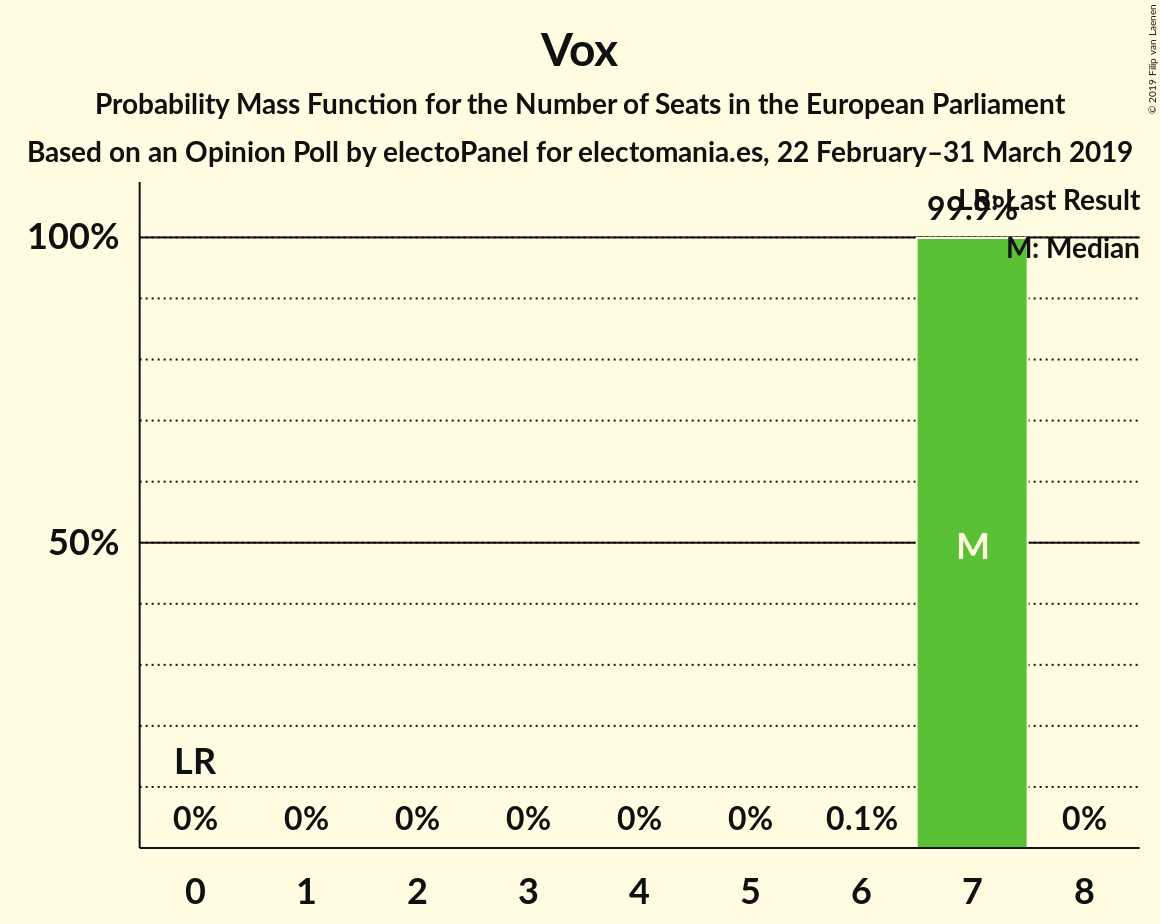 Vox
Probability Mass Function for the Number of Seats in the European Parliament
Based on an Opinion Poll by electoPanel for electomania.es, 22 February–31 March 2019
© 2019 Filip van Laenen
LR: Last Result
M: Median
99.9%
100%
50%
M
LR
0% 0% 0% 0% 0% 0% 0.1% 0%
0 1 2 3 4 5 6 7 8